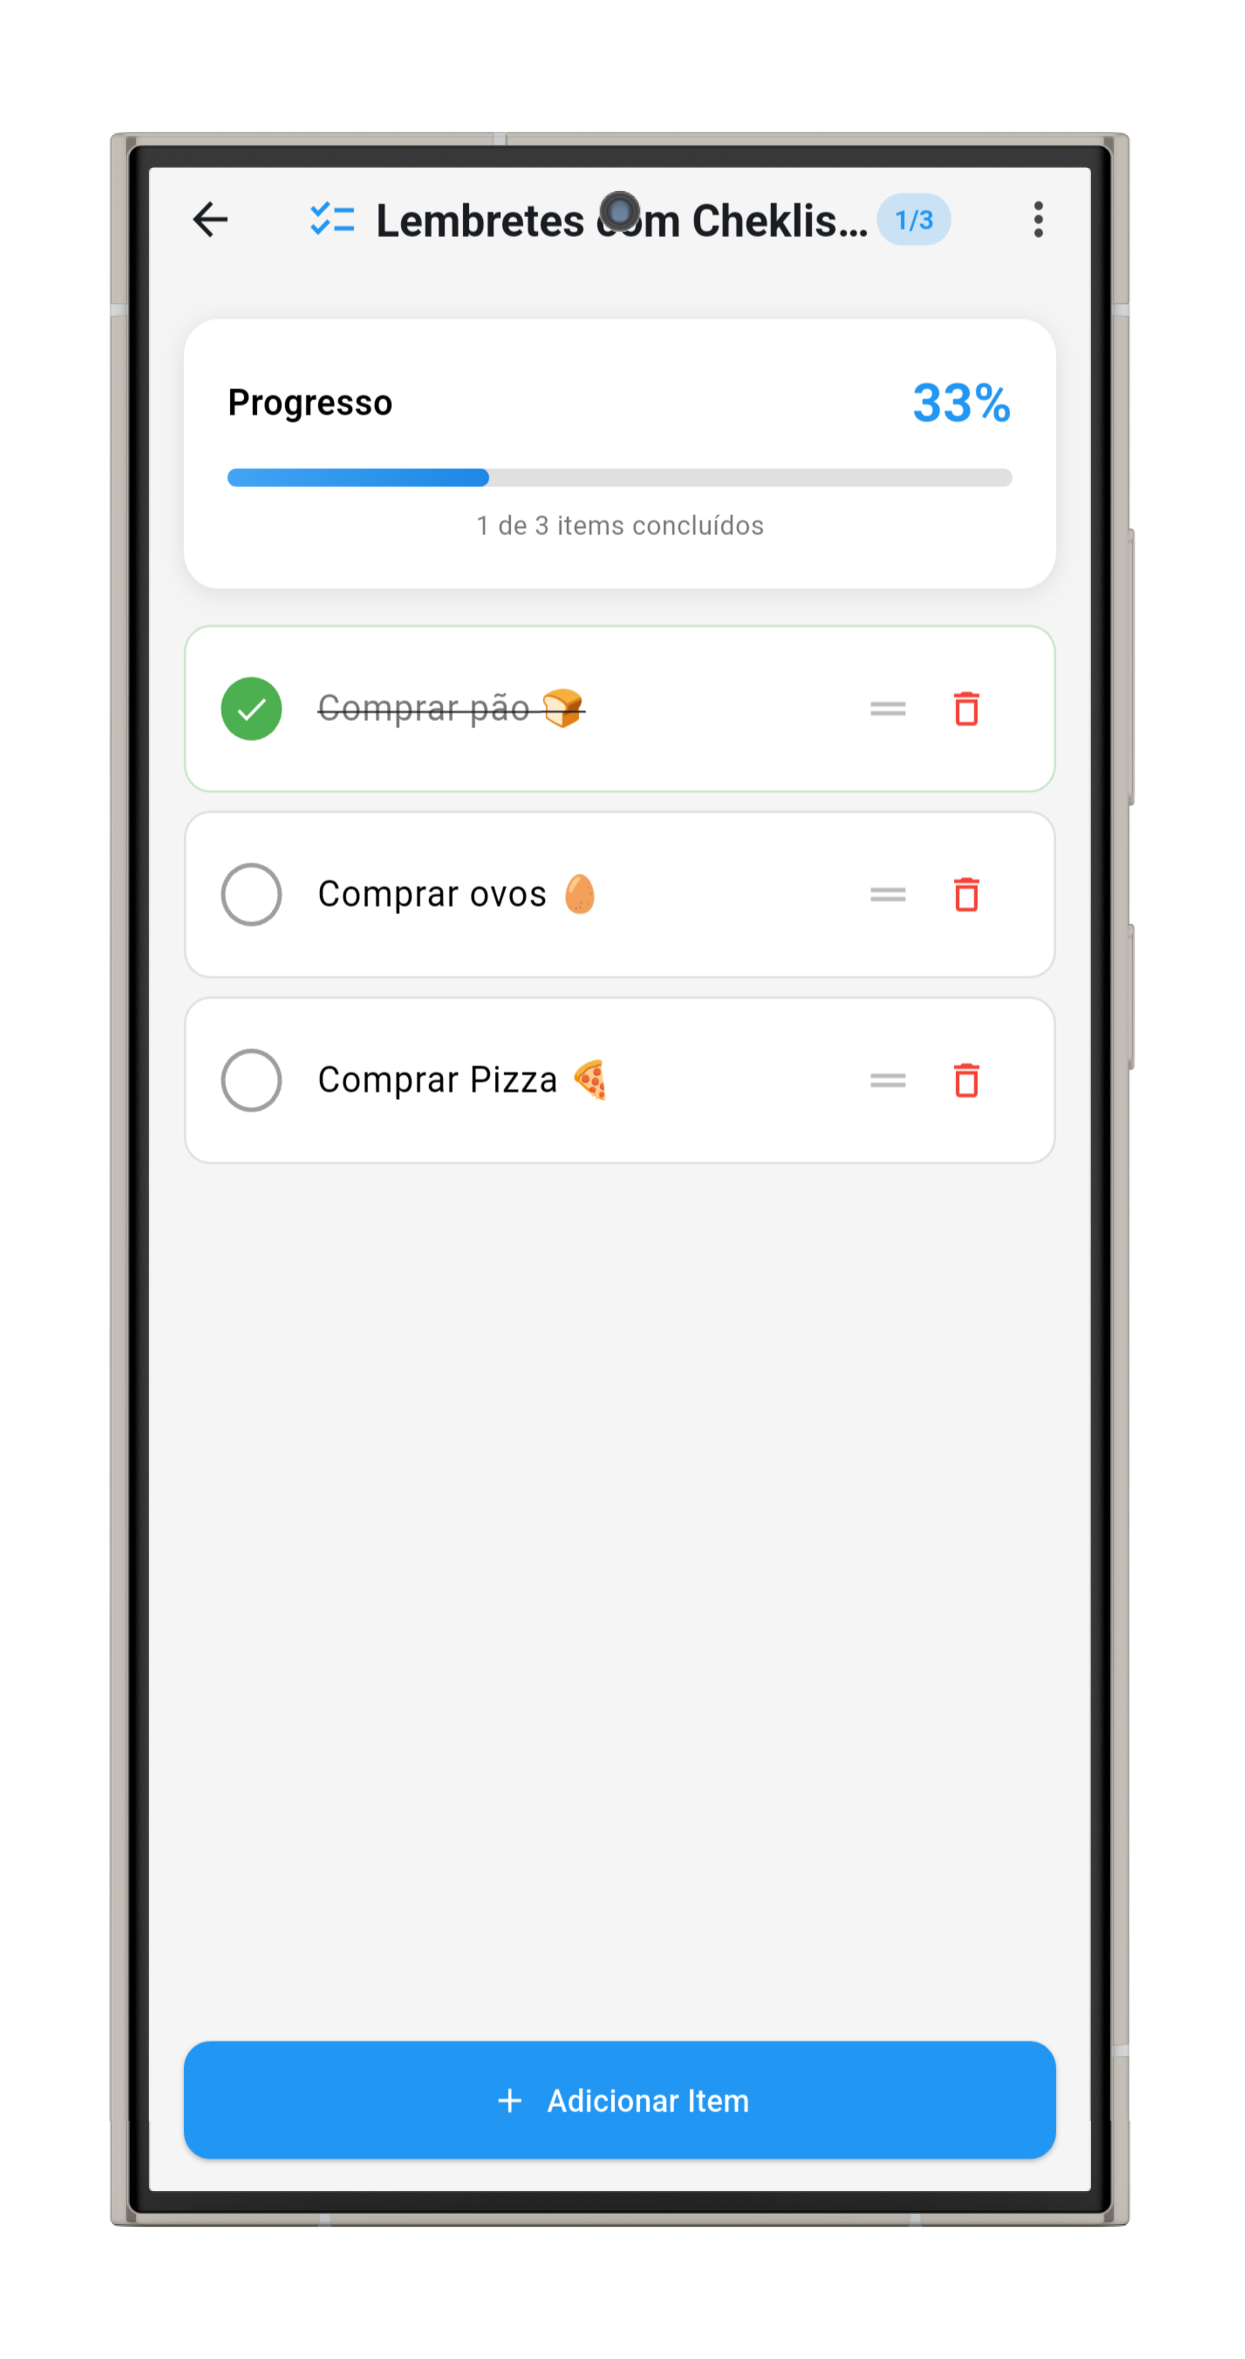 Lembretes com Cheklis... 1/3
Progresso 33%
1 de 3 items concluídos
Comprar pão 🍞
Comprar ovos 🥚
Comprar Pizza 🍕
+ Adicionar Item